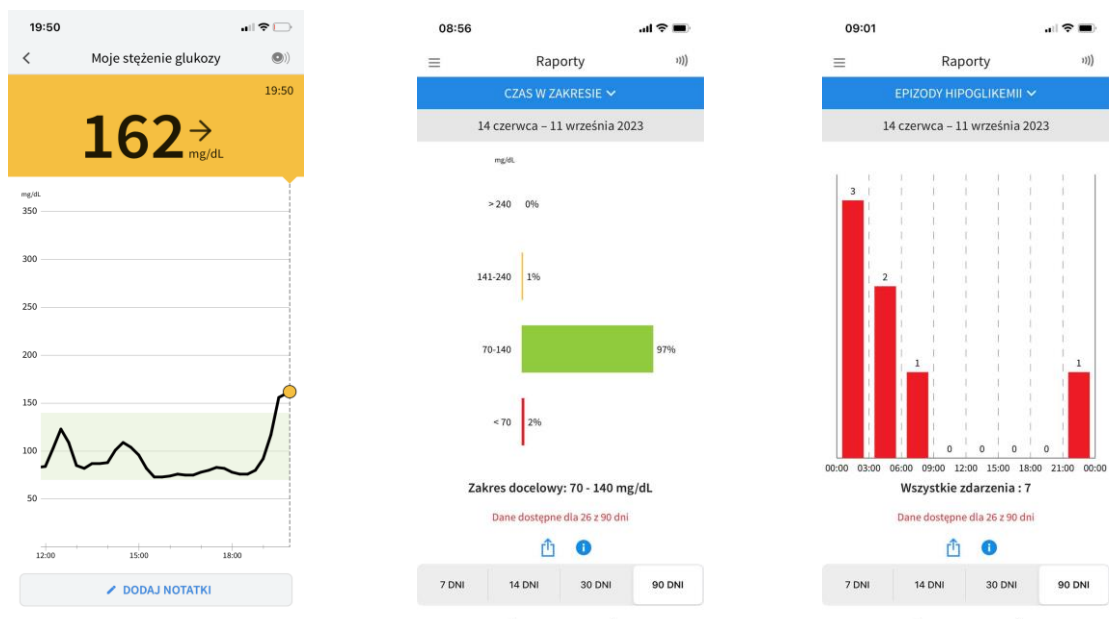 19:50
Moje stężenie glukozy
19:50
162
mg/dL
mg/dL
350
300
250
200
150
100
50
12:00 15:00 18:00
DODAJ NOTATKI
08:56
Raporty
CZAS W ZAKRESIE
14 czerwca – 11 września 2023
mg/dL
> 240 0%
141-240 1%
70-140 97%
< 70 2%
Zakres docelowy: 70 - 140 mg/dL
Dane dostępne dla 26 z 90 dni
7 DNI 14 DNI 30 DNI 90 DNI
09:01
Raporty
EPIZODY HIPOGLIKEMII
14 czerwca – 11 września 2023
3
2
1 1
0 0 0 0
00:00 03:00 06:00 09:00 12:00 15:00 18:00 21:00 00:00
Wszystkie zdarzenia : 7
Dane dostępne dla 26 z 90 dni
7 DNI 14 DNI 30 DNI 90 DNI